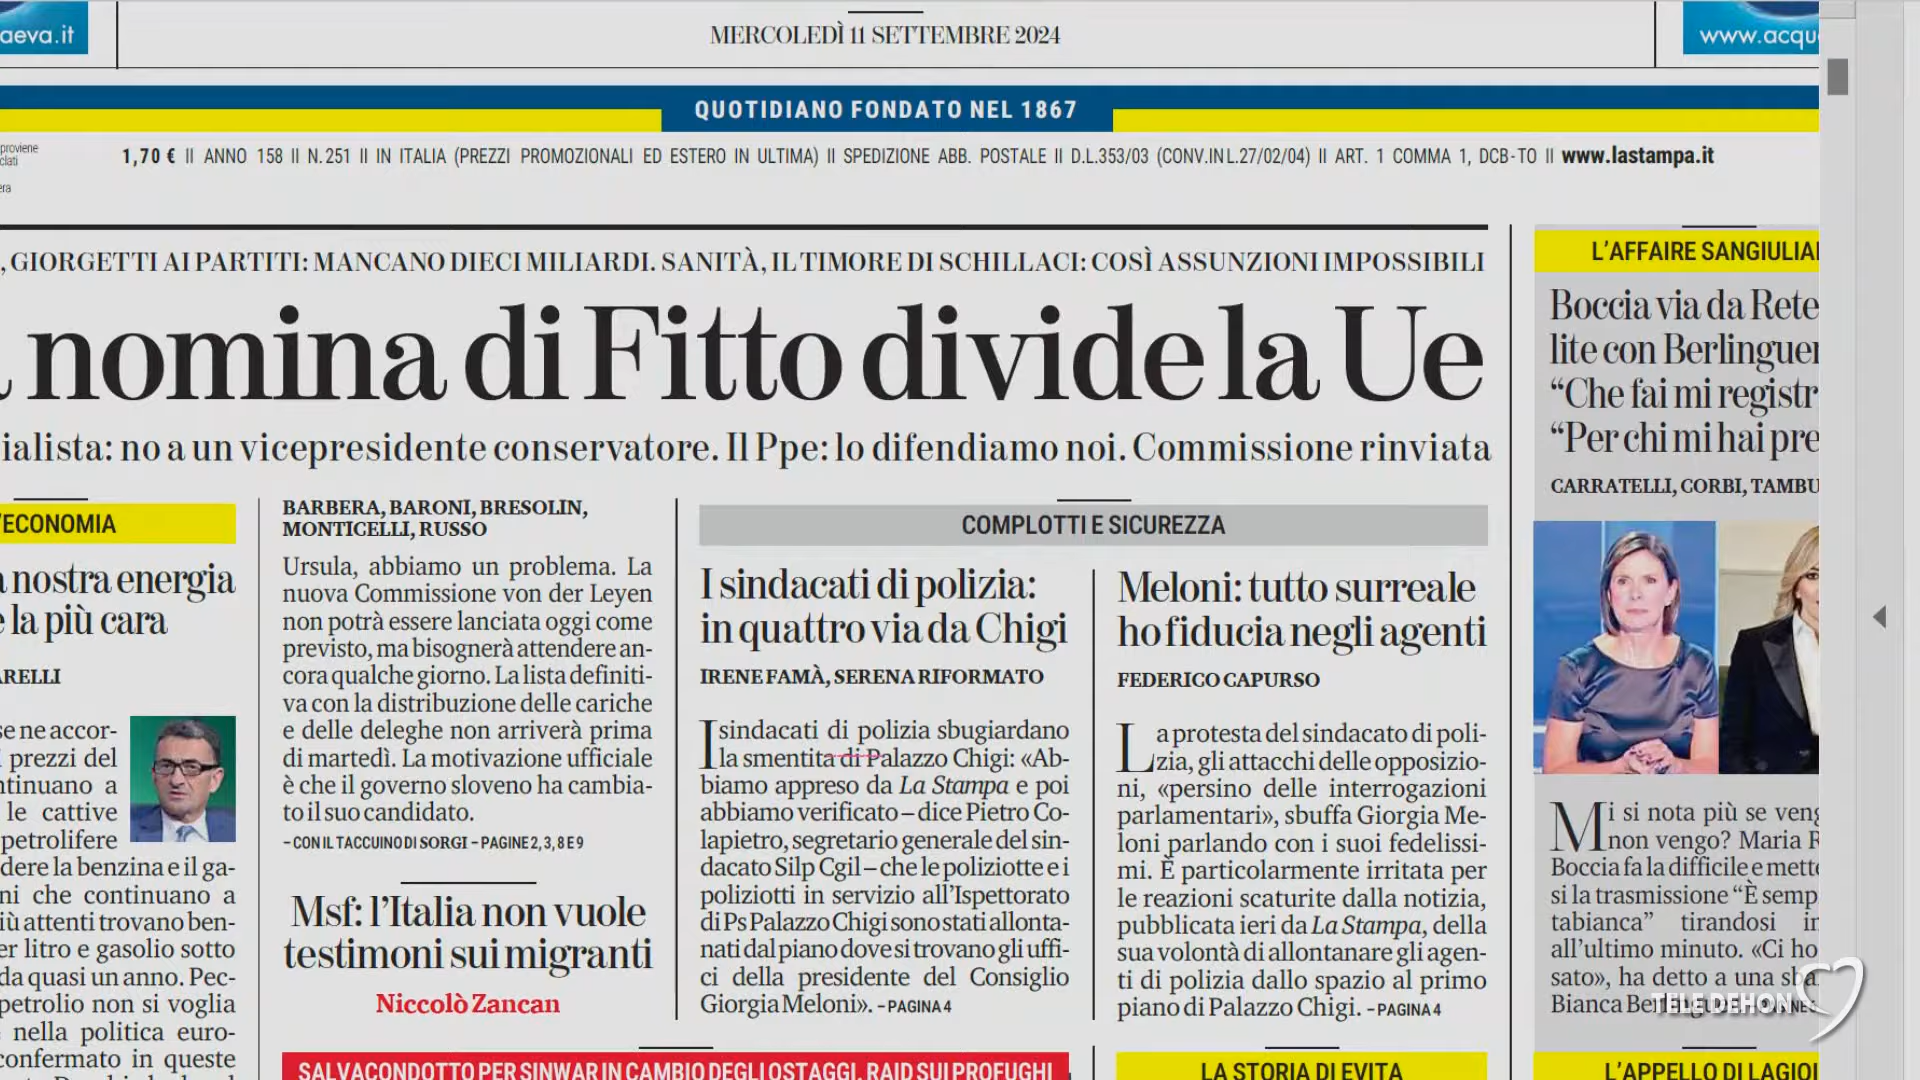 aeva.it
MERCOLEDÌ 11 SETTEMBRE 2024
www.acqu
QUOTIDIANO FONDATO NEL 1867
proviene
1,70 € II ANNO 158 II N.251 II IN ITALIA (PREZZI PROMOZIONALI ED ESTERO IN ULTIMA) II SPEDIZIONE ABB. POSTALE II D.L.353/03 (CONV.IN L.27/02/04) II ART. 1 COMMA 1, DCB-TO II www.lastampa.it
, GIORGETTI AI PARTITI: MANCANO DIECI MILIARDI. SANITÀ, IL TIMORE DI SCHILLACI: COSÌ ASSUNZIONI IMPOSSIBILI
nomina di Fitto divide la Ue
ialista: no a un vicepresidente conservatore. Il Ppe: lo difendiamo noi. Commissione rinviata
'ECONOMIA
nostra energia
e la più cara
ARELLI
se ne accor-
i prezzi del
ntinuano a
le cattive
petrolifere
dere la benzina e il ga-
ni che continuano a
iù attenti trovano ben-
er litro e gasolio sotto
da quasi un anno. Pec-
petrolio non si voglia
nella politica euro-
confermato in queste
BARBERA, BARONI, BRESOLIN,
MONTICELLI, RUSSO
Ursula, abbiamo un problema. La
nuova Commissione von der Leyen
non potrà essere lanciata oggi come
previsto, ma bisognerà attendere an-
cora qualche giorno. La lista definiti-
va con la distribuzione delle cariche
e delle deleghe non arriverà prima
di martedì. La motivazione ufficiale
è che il governo sloveno ha cambia-
to il suo candidato.
– CON IL TACCUINO DI SORGI – PAGINE 2, 3, 8 E 9
Msf: l'Italia non vuole
testimoni sui migranti
Niccolò Zancan
COMPLOTTI E SICUREZZA
I sindacati di polizia:
in quattro via da Chigi
IRENE FAMÀ, SERENA RIFORMATO
I sindacati di polizia sbugiardano
la smentita di Palazzo Chigi: «Ab-
biamo appreso da La Stampa e poi
abbiamo verificato – dice Pietro Co-
lapietro, segretario generale del sin-
dacato Silp Cgil – che le poliziotte e i
poliziotti in servizio all'Ispettorato
di Ps Palazzo Chigi sono stati allonta-
nati dal piano dove si trovano gli uffi-
ci della presidente del Consiglio
Giorgia Meloni». – PAGINA 4
Meloni: tutto surreale
ho fiducia negli agenti
FEDERICO CAPURSO
La protesta del sindacato di poli-
zia, gli attacchi delle opposizio-
ni, «persino delle interrogazioni
parlamentari», sbuffa Giorgia Me-
loni parlando con i suoi fedelissi-
mi. È particolarmente irritata per
le reazioni scaturite dalla notizia,
pubblicata ieri da La Stampa, della
sua volontà di allontanare gli agen-
ti di polizia dallo spazio al primo
piano di Palazzo Chigi. – PAGINA 4
L'AFFAIRE SANGIULIAN
Boccia via da Rete
lite con Berlinguer
“Che fai mi registr
“Per chi mi hai pre
CARRATELLI, CORBI, TAMBU
Mi si nota più se veng
non vengo? Maria R
Boccia fa la difficile e mette
si la trasmissione “È semp
tabianca” tirandosi in
all'ultimo minuto. «Ci ho
sato», ha detto a una sba
Bianca Ber
TELE DEHON
SALVACONDOTTO PER SINWAR IN CAMBIO DEGLI OSTAGGI. RAID SUI PROFUGHI
LA STORIA DI EVITA
L'APPELLO DI LAGIOI